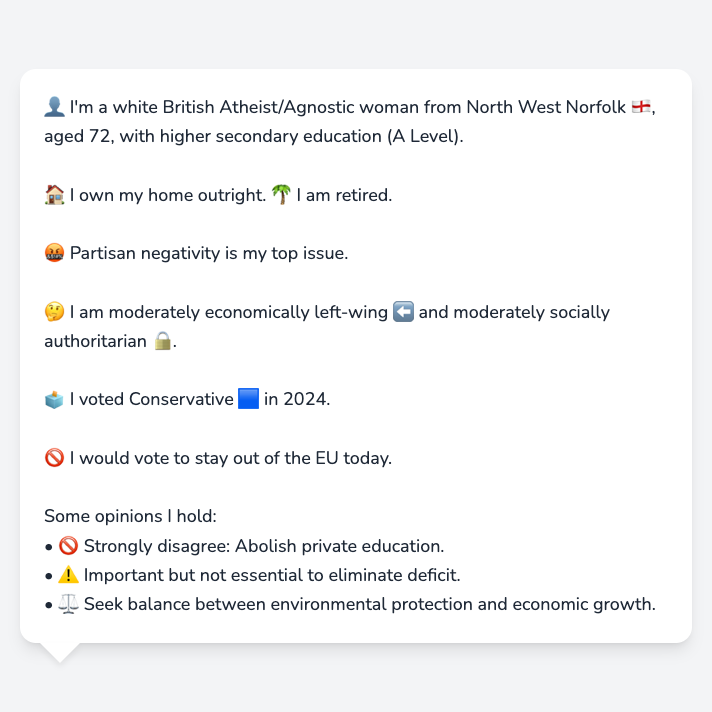 👤 I'm a white British Atheist/Agnostic woman from North West Norfolk 🏴󠁧󠁢󠁥󠁮󠁧󠁿,
aged 72, with higher secondary education (A Level).
🏠 I own my home outright. 🌴 I am retired.
🤬 Partisan negativity is my top issue.
🤔 I am moderately economically left-wing ⬅️ and moderately socially
authoritarian 🔒.
🗳️ I voted Conservative 🟦 in 2024.
🚫 I would vote to stay out of the EU today.
Some opinions I hold:
• 🚫 Strongly disagree: Abolish private education.
• ⚠️ Important but not essential to eliminate deficit.
• ⚖️ Seek balance between environmental protection and economic growth.